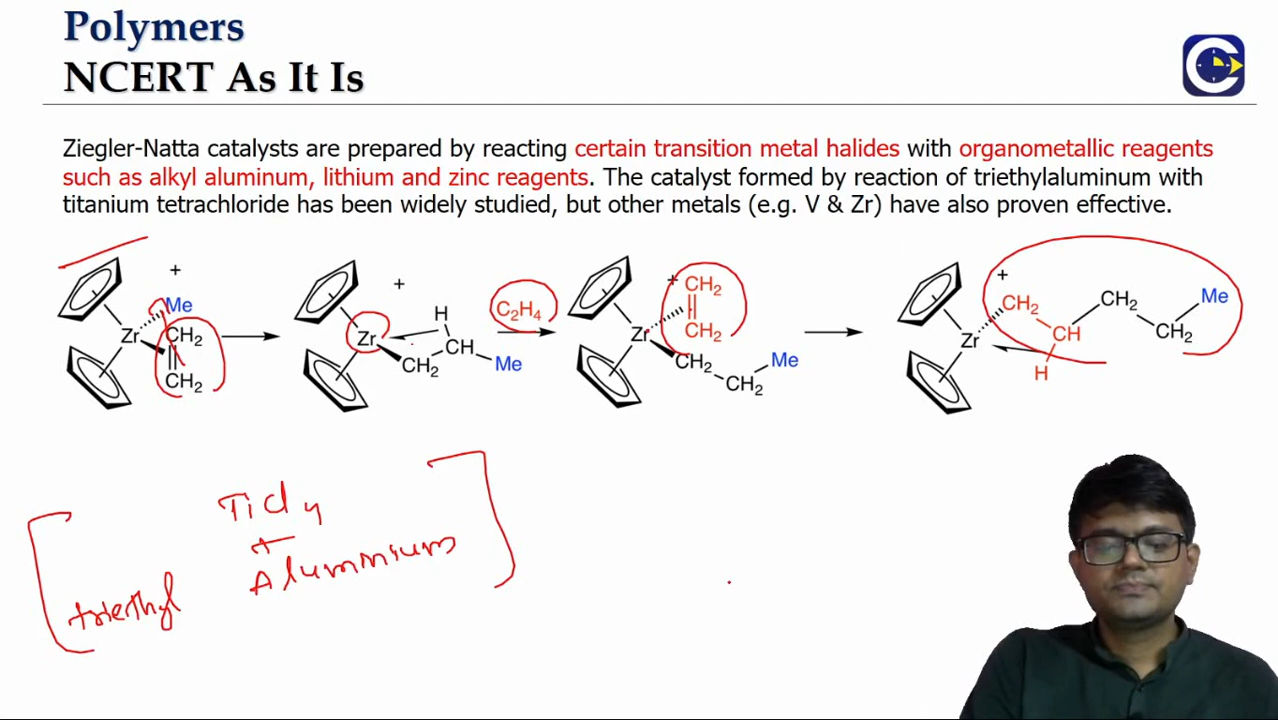 Polymers
NCERT As It Is
Ziegler-Natta catalysts are prepared by reacting certain transition metal halides with organometallic reagents
such as alkyl aluminum, lithium and zinc reagents. The catalyst formed by reaction of triethylaluminum with
titanium tetrachloride has been widely studied, but other metals (e.g. V & Zr) have also proven effective.
+ Me Zr CH2 CH2
+ H Zr CH CH2 Me
C2H4
+ CH2 CH2 Zr CH2 CH2 Me
+ CH2 CH2 Me Zr CH CH2 H
TiCl4
+
triethyl Aluminium